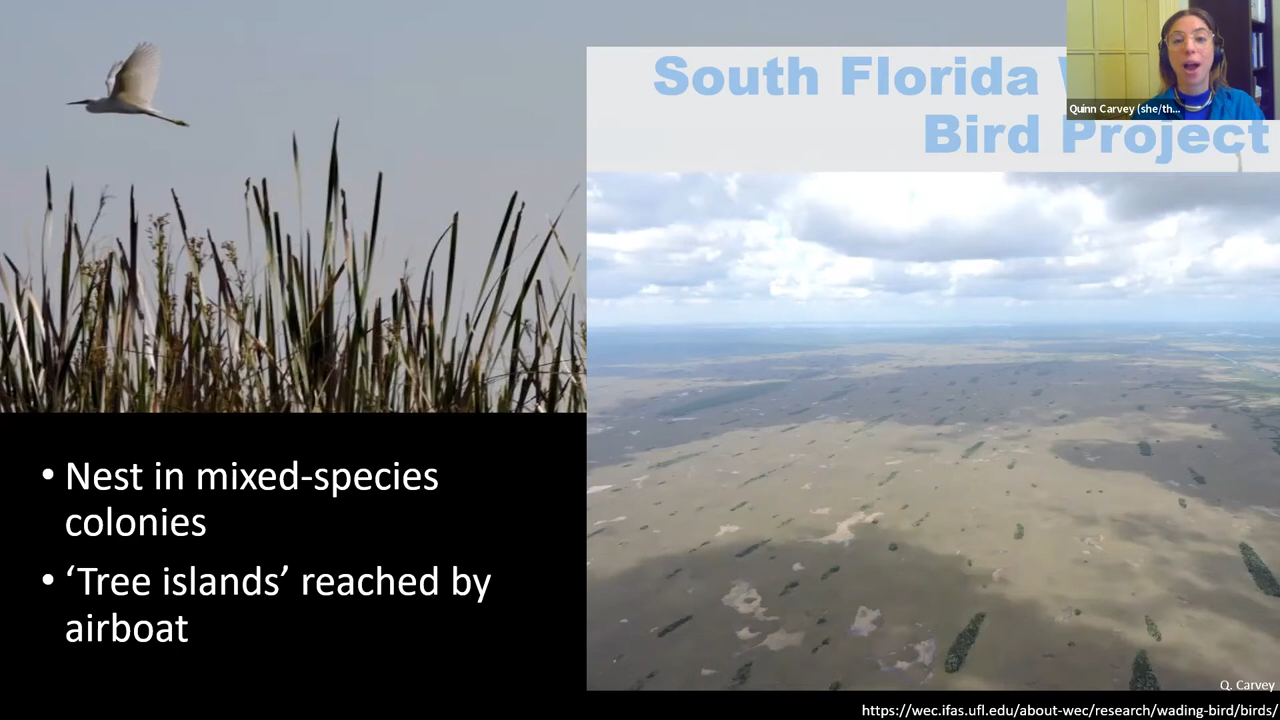 South Florida
Bird Project
Quinn Carvey (she/th...
• Nest in mixed-species
colonies
• ‘Tree islands’ reached by
airboat
Q. Carvey
https://wec.ifas.ufl.edu/about-wec/research/wading-bird/birds/